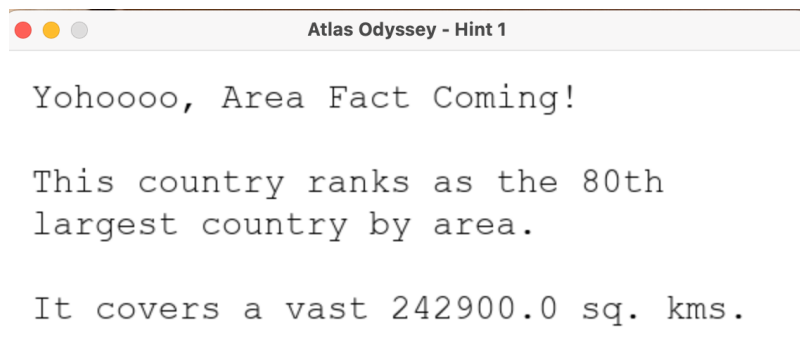 Atlas Odyssey - Hint 1
Yohoooo, Area Fact Coming!
This country ranks as the 80th
largest country by area.
It covers a vast 242900.0 sq. kms.